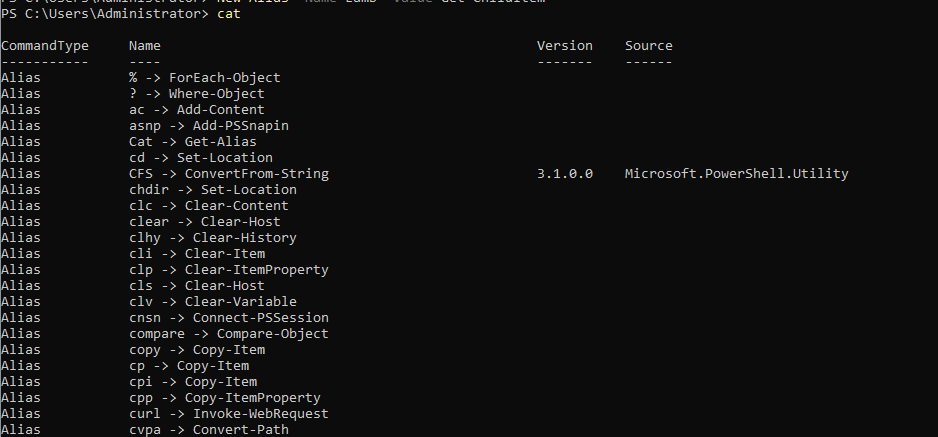 PS C:\Users\Administrator> cat
CommandType Name Version Source
----------- ---- ------- ------
Alias % -> ForEach-Object
Alias ? -> Where-Object
Alias ac -> Add-Content
Alias asnp -> Add-PSSnapin
Alias Cat -> Get-Alias
Alias cd -> Set-Location
Alias CFS -> ConvertFrom-String 3.1.0.0 Microsoft.PowerShell.Utility
Alias chdir -> Set-Location
Alias clc -> Clear-Content
Alias clear -> Clear-Host
Alias clhy -> Clear-History
Alias cli -> Clear-Item
Alias clp -> Clear-ItemProperty
Alias cls -> Clear-Host
Alias clv -> Clear-Variable
Alias cnsn -> Connect-PSSession
Alias compare -> Compare-Object
Alias copy -> Copy-Item
Alias cp -> Copy-Item
Alias cpi -> Copy-Item
Alias cpp -> Copy-ItemProperty
Alias curl -> Invoke-WebRequest
Alias cvpa -> Convert-Path